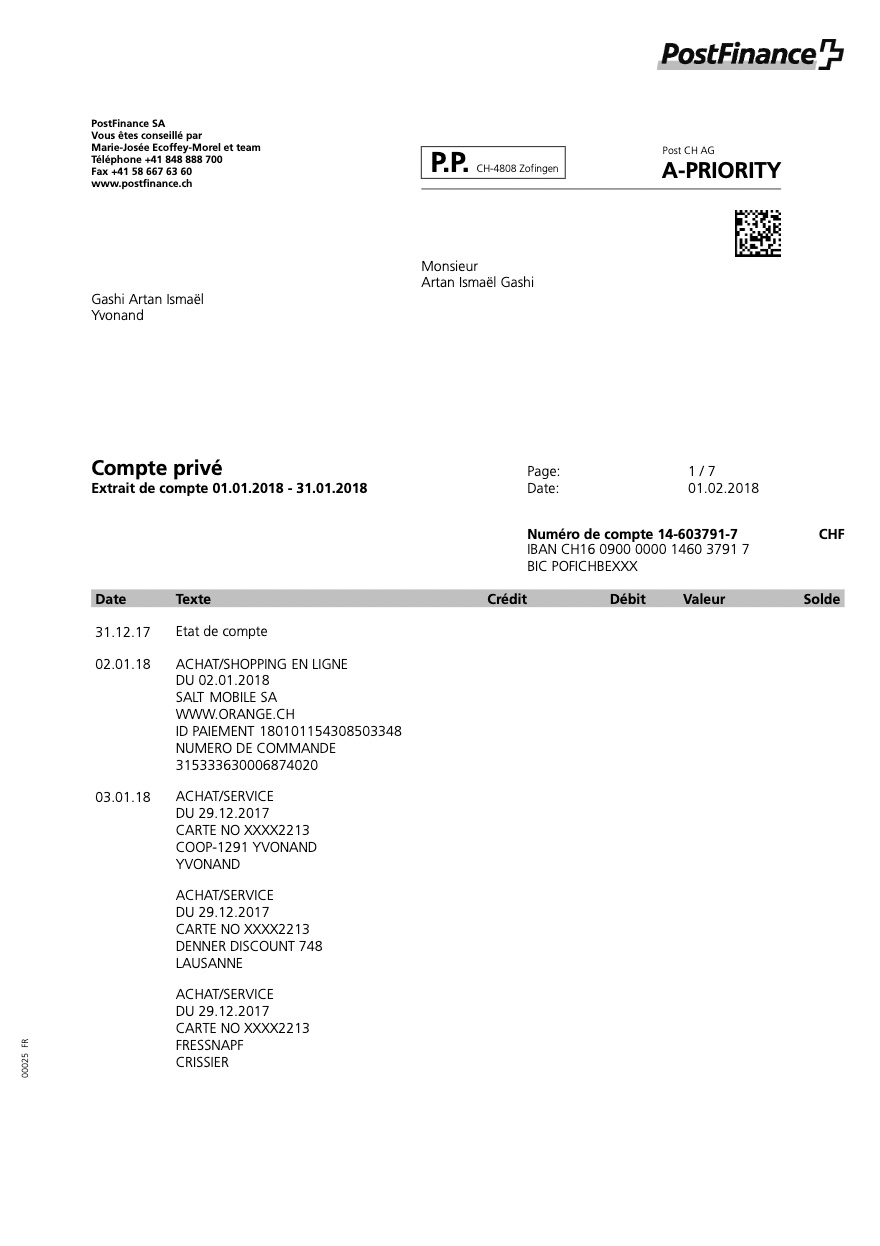 PostFinance
PostFinance SA
Vous êtes conseillé par
Marie-Josée Ecoffey-Morel et team
Téléphone +41 848 888 700
Fax +41 58 667 63 60
www.postfinance.ch
P.P. CH-4808 Zofingen
Post CH AG
A-PRIORITY
Monsieur
Artan Ismaël Gashi
Gashi Artan Ismaël
Yvonand
Compte privé
Extrait de compte 01.01.2018 - 31.01.2018
Page: 1 / 7
Date: 01.02.2018
Numéro de compte 14-603791-7 CHF
IBAN CH16 0900 0000 1460 3791 7
BIC POFICHBEXXX
Date Texte Crédit Débit Valeur Solde
31.12.17 Etat de compte
02.01.18 ACHAT/SHOPPING EN LIGNE
DU 02.01.2018
SALT MOBILE SA
WWW.ORANGE.CH
ID PAIEMENT 180101154308503348
NUMERO DE COMMANDE
315333630006874020
03.01.18 ACHAT/SERVICE
DU 29.12.2017
CARTE NO XXXX2213
COOP-1291 YVONAND
YVONAND
ACHAT/SERVICE
DU 29.12.2017
CARTE NO XXXX2213
DENNER DISCOUNT 748
LAUSANNE
ACHAT/SERVICE
DU 29.12.2017
CARTE NO XXXX2213
FRESSNAPF
CRISSIER
00025 FR